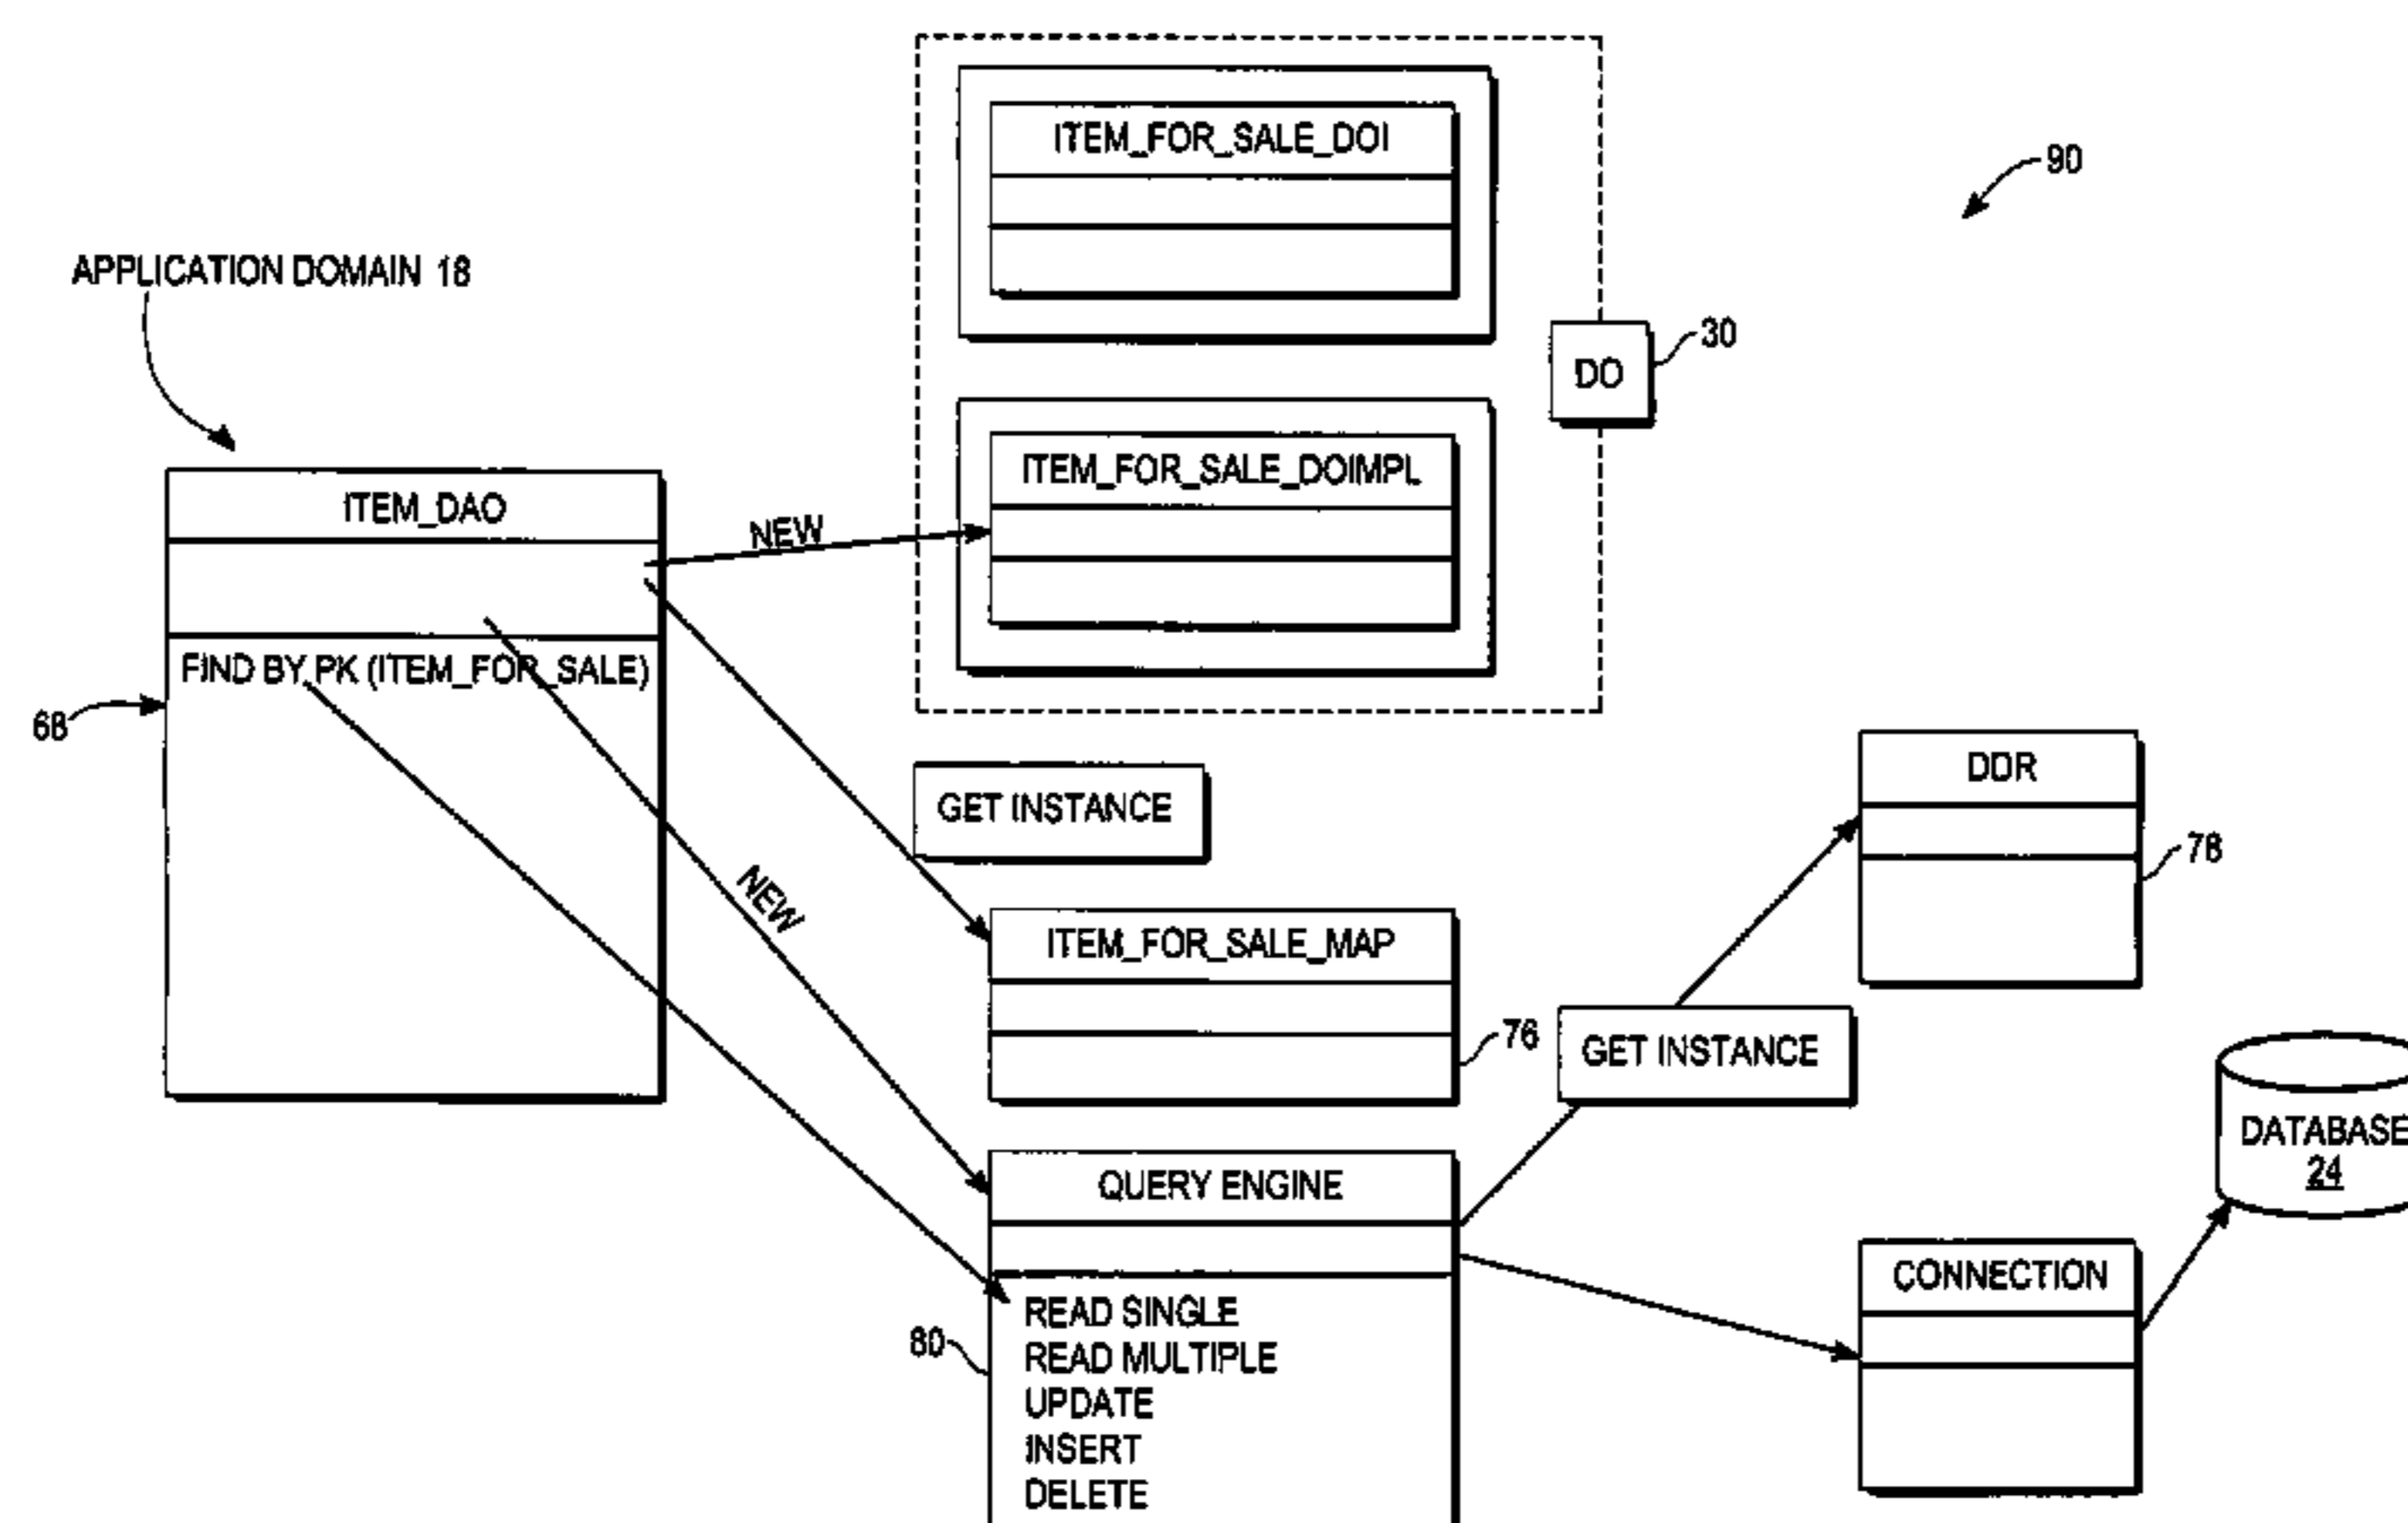 ITEM_FOR_SALE_DOI
90
APPLICATION DOMAIN 18
30
DO
ITEM_FOR_SALE_DOIMPL
ITEM_DAO
NEW
FIND BY PK (ITEM_FOR_SALE)
68
DDR
GET INSTANCE
78
NEW
ITEM_FOR_SALE_MAP
76
GET INSTANCE
DATABASE
24
QUERY ENGINE
CONNECTION
READ SINGLE
80
READ MULTIPLE
UPDATE
INSERT
DELETE